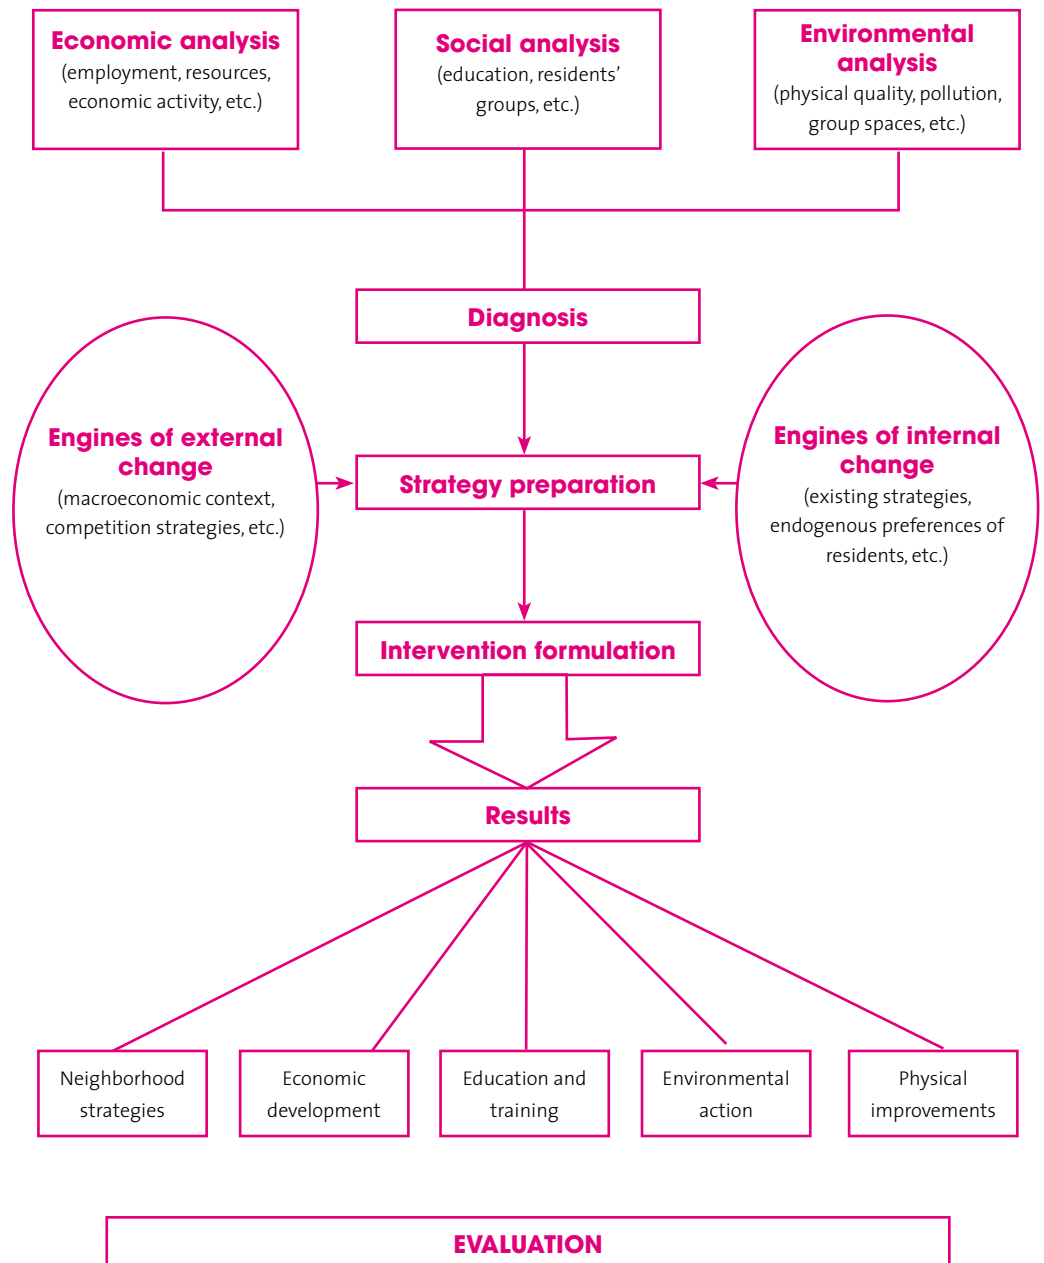 Economic analysis
(employment, resources,
economic activity, etc.)
Social analysis
(education, residents’
groups, etc.)
Environmental
analysis
(physical quality, pollution,
group spaces, etc.)
Diagnosis
Engines of external
change
(macroeconomic context,
competition strategies, etc.)
Strategy preparation
Engines of internal
change
(existing strategies,
endogenous preferences of
residents, etc.)
Intervention formulation
Results
Neighborhood
strategies
Economic
development
Education and
training
Environmental
action
Physical
improvements
EVALUATION